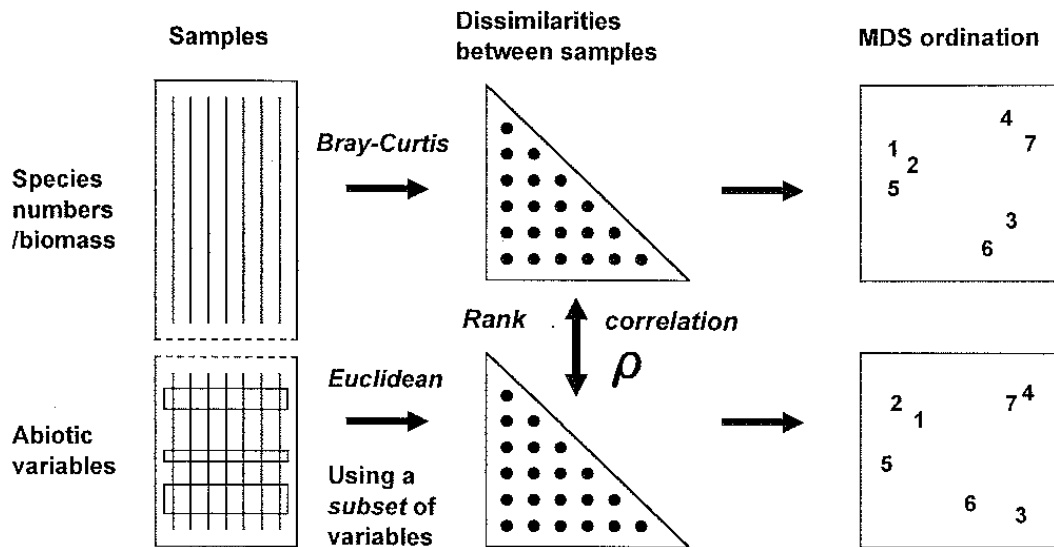 Samples
Dissimilarities
between samples
MDS ordination
Species
numbers
/biomass
Bray-Curtis
4
7
1
2
5
3
6
Rank
correlation
ρ
Abiotic
variables
Euclidean
Using a
subset of
variables
2
1
7
4
5
6
3